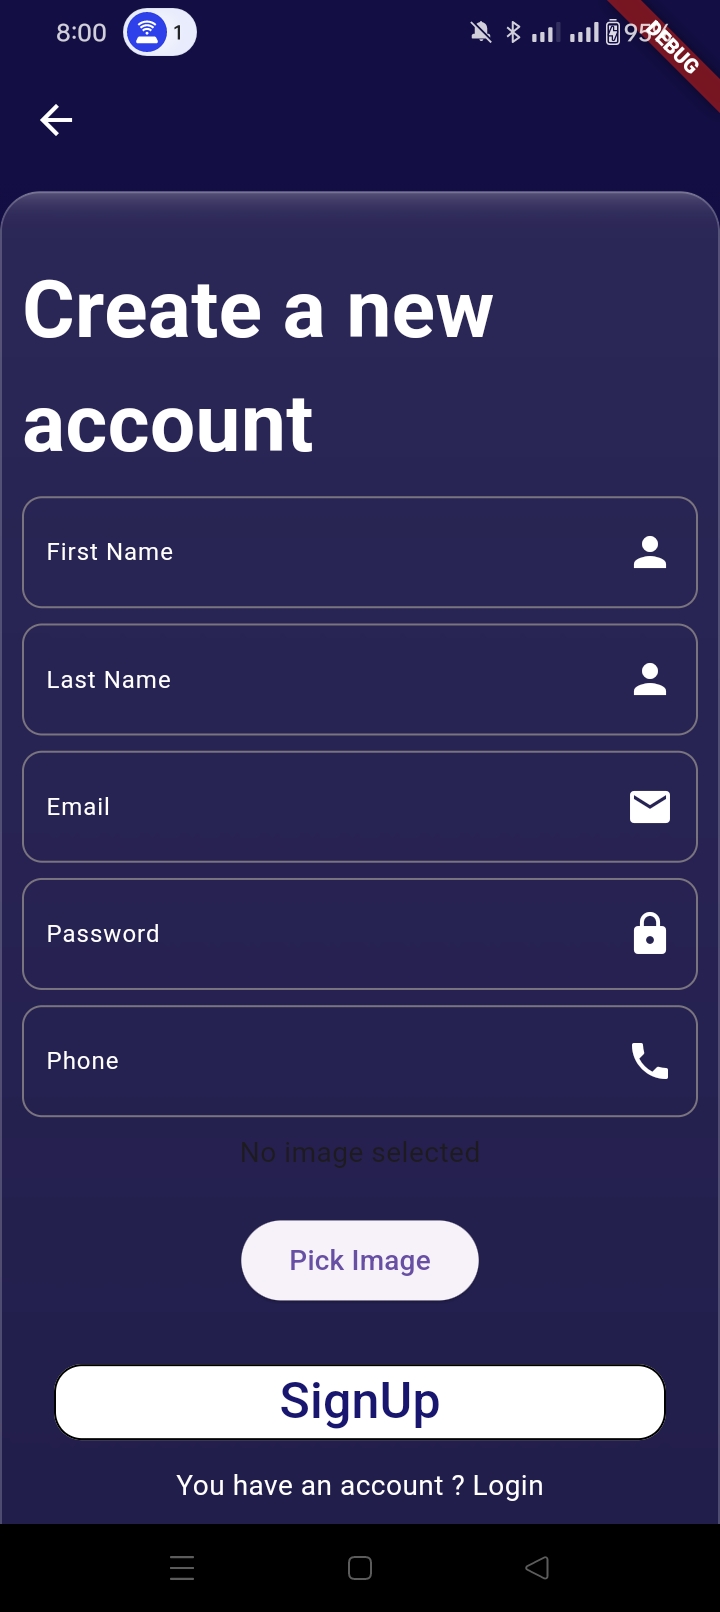 8:00 1 95%
DEBUG
Create a new
account
First Name
Last Name
Email
Password
Phone
No image selected
Pick Image
SignUp
You have an account ? Login